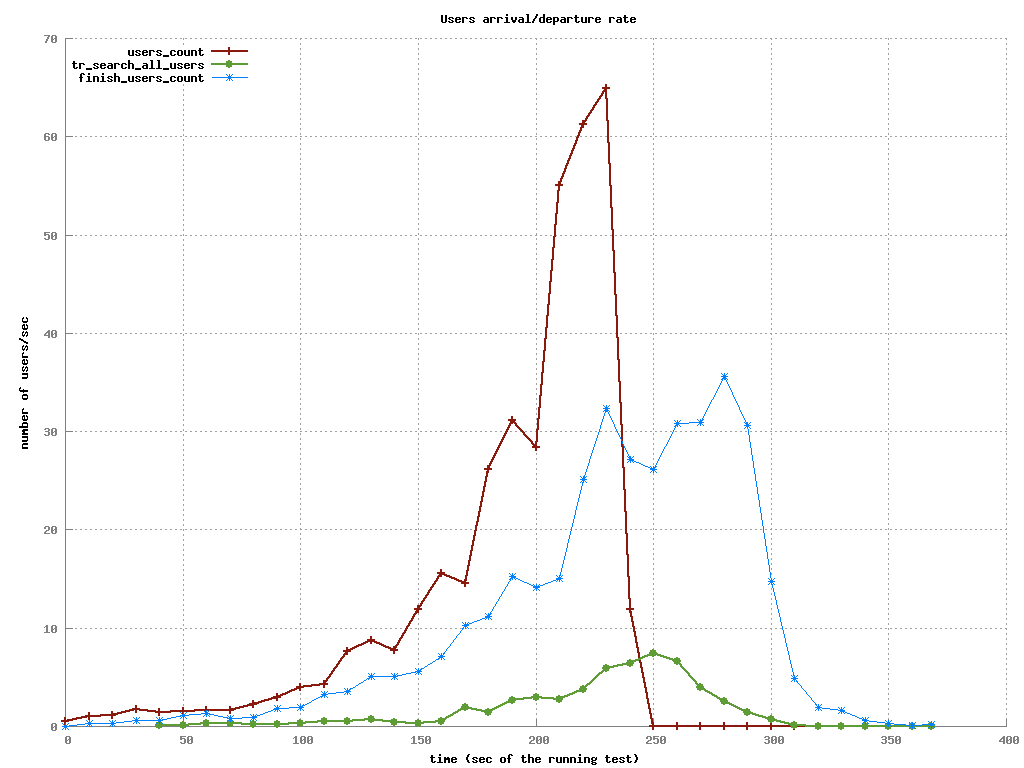 Users arrival/departure rate
users_count
tr_search_all_users
finish_users_count
70
60
50
40
30
20
10
0
number of users/sec
0 50 100 150 200 250 300 350 400
time (sec of the running test)